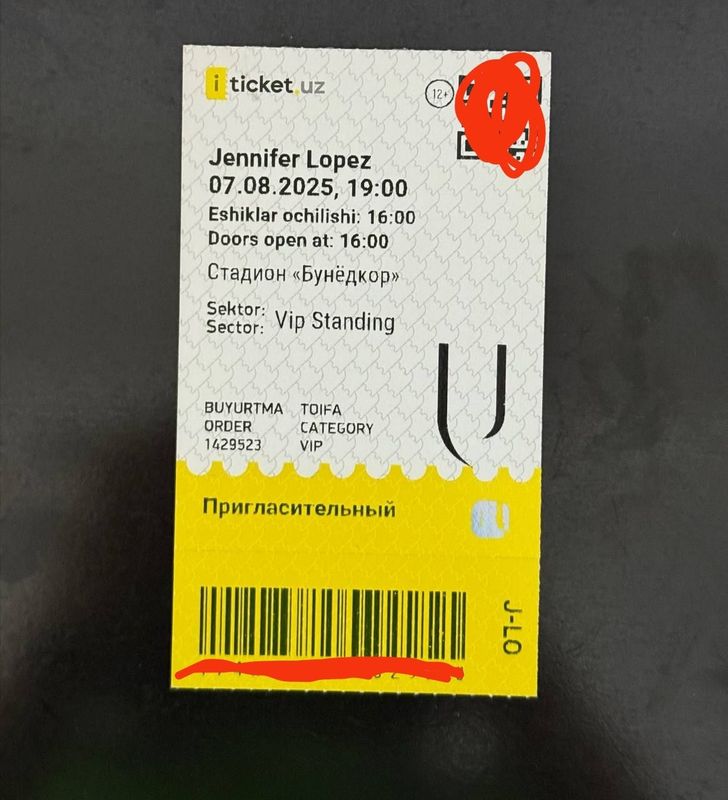 iticket.uz
12+
Jennifer Lopez
07.08.2025, 19:00
Eshiklar ochilishi: 16:00
Doors open at: 16:00
Стадион «Бунёдкор»
Sektor:
Sector: Vip Standing
BUYURTMA TOIFA
ORDER CATEGORY
1429523 VIP
Пригласительный
J-LO